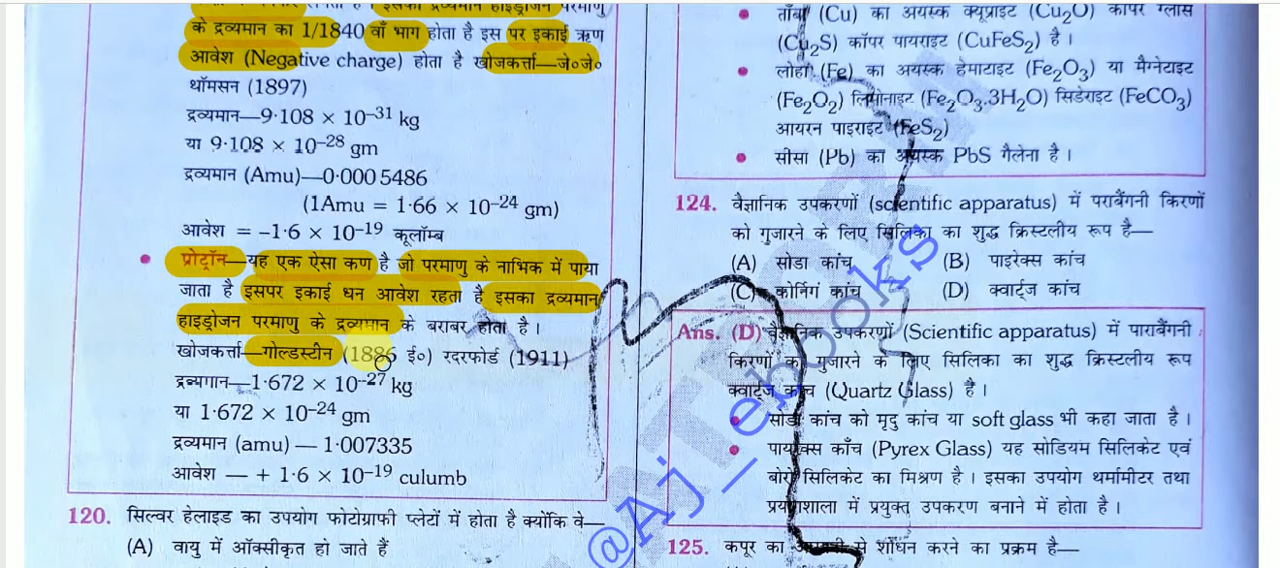 इसका द्रव्यमान हाइड्रोजन परमाणु
के द्रव्यमान का 1/1840 वाँ भाग होता है इस पर इकाई ऋण
आवेश (Negative charge) होता है खोजकर्त्ता—जे०जे०
थॉमसन (1897)
द्रव्यमान—9·108 × 10–31 kg
या 9·108 × 10–28 gm
द्रव्यमान (Amu)—0·000 5486
(1Amu = 1·66 × 10–24 gm)
आवेश = –1·6 × 10–19 कूलॉम्ब
• प्रोट्रॉन—यह एक ऐसा कण है जो परमाणु के नाभिक में पाया
जाता है इसपर इकाई धन आवेश रहता है इसका द्रव्यमान
हाइड्रोजन परमाणु के द्रव्यमान के बराबर होता है।
खोजकर्त्ता—गोल्डस्टीन (1886 ई०) रदरफोर्ड (1911)
द्रव्यगान—1·672 × 10–27 kg
या 1·672 × 10–24 gm
द्रव्यमान (amu) — 1·007335
आवेश — + 1·6 × 10–19 culumb
120. सिल्वर हेलाइड का उपयोग फोटोग्राफी प्लेटों में होता है क्योंकि वे—
(A) वायु में ऑक्सीकृत हो जाते हैं
• ताँबा (Cu) का अयस्क क्यूप्राइट (Cu2O) कॉपर ग्लांस
(Cu2S) कॉपर पायराइट (CuFeS2) है।
• लोहा (Fe) का अयस्क हेमाटाइट (Fe2O3) या मैग्नेटाइट
(Fe2O2) लिमोनाइट (Fe2O3.3H2O) सिडेराइट (FeCO3)
आयरन पाइराइट (FeS2)
• सीसा (Pb) का अयस्क PbS गैलेना है।
124. वैज्ञानिक उपकरणों (scientific apparatus) में पराबैंगनी किरणों
को गुजारने के लिए सिलिका का शुद्ध क्रिस्टलीय रूप है—
(A) सोडा कांच (B) पाइरेक्स कांच
(C) कोर्निग कांच (D) क्वार्ट्ज कांच
Ans. (D) वैज्ञानिक उपकरणों (Scientific apparatus) में पाराबैंगनी
किरणों को गुजारने के लिए सिलिका का शुद्ध क्रिस्टलीय रूप
क्वार्ट्ज कांच (Quartz Glass) है।
• सोडा कांच को मृदु कांच या soft glass भी कहा जाता है।
• पायरेक्स काँच (Pyrex Glass) यह सोडियम सिलिकेट एवं
बोरो सिलिकेट का मिश्रण है। इसका उपयोग थर्मामीटर तथा
प्रयोगशाला में प्रयुक्त उपकरण बनाने में होता है।
125. कपूर का से शोधन करने का प्रक्रम है—
@Aj_ebooks